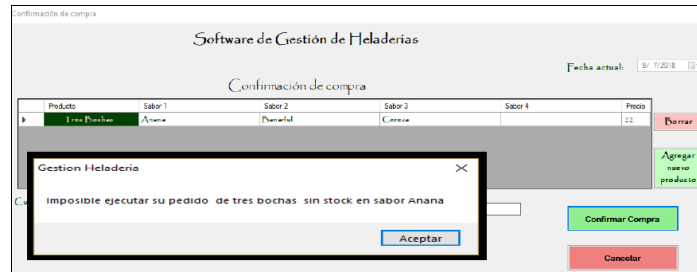 Confirmación de compra
Software de Gestión de Heladerías
Fecha actual: 9/ 7/2018
Confirmación de compra
Producto Sabor 1 Sabor 2 Sabor 3 Sabor 4 Precio
Tres Bochas Anana Cereza 22
Borrar
Agregar
nuevo
producto
Gestion Heladeria
Imposible ejecutar su pedido de tres bochas sin stock en sabor Anana
Aceptar
Confirmar Compra
Cancelar